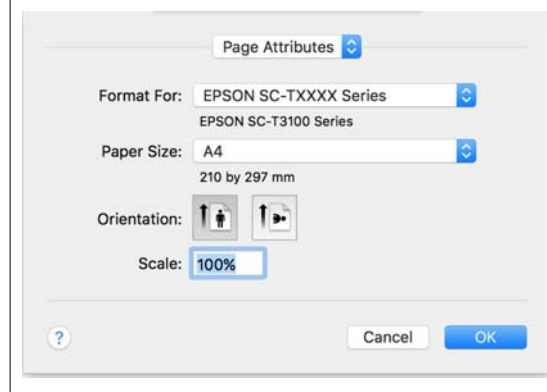 Page Attributes
Format For: EPSON SC-TXXXX Series
EPSON SC-T3100 Series
Paper Size: A4
210 by 297 mm
Orientation:
Scale: 100%
? Cancel OK